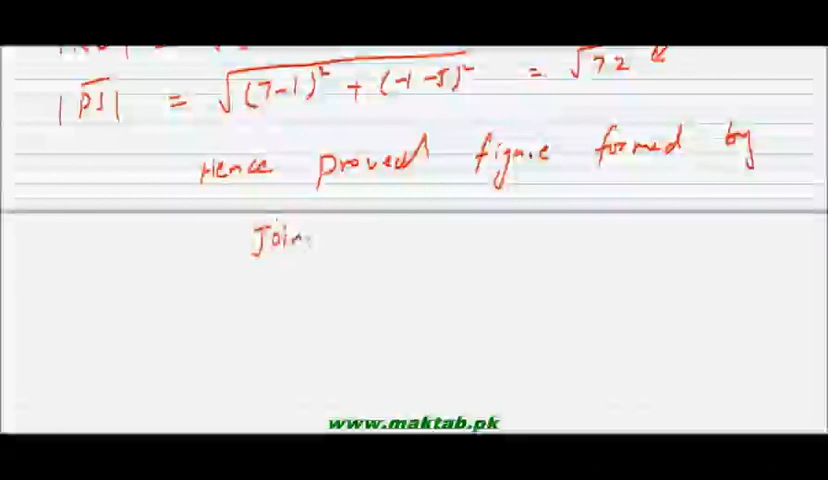 |PS| = √(7-1)² + (-1-5)² = √72
Hence proved figure formed by
Join
www.maktab.pk